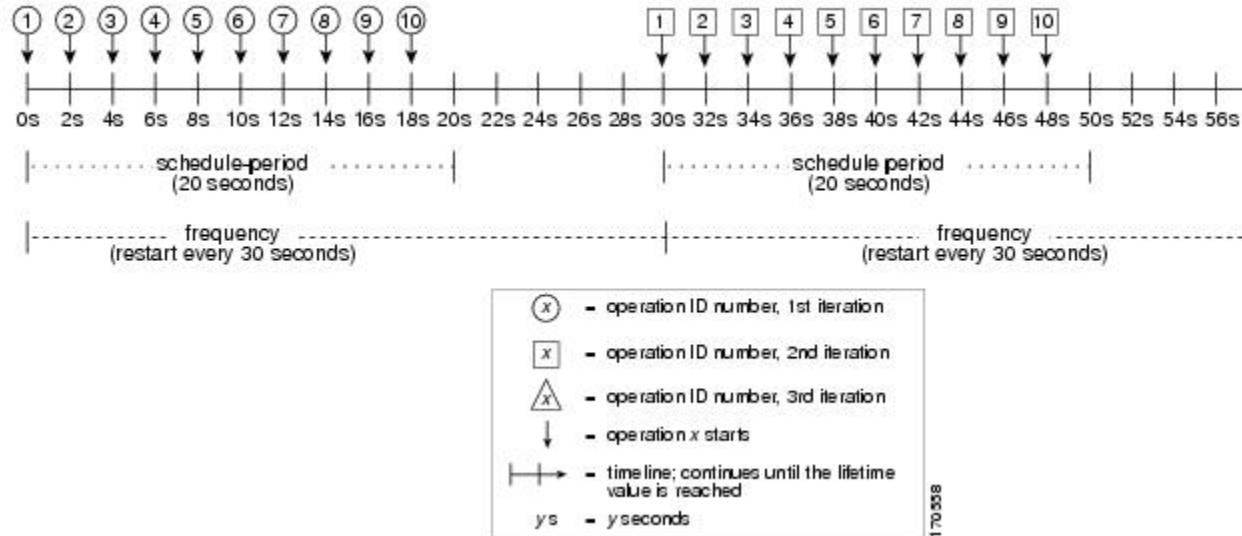 1 2 3 4 5 6 7 8 9 10 1 2 3 4 5 6 7 8 9 10
0s 2s 4s 6s 8s 10s 12s 14s 16s 18s 20s 22s 24s 26s 28s 30s 32s 34s 36s 38s 40s 42s 44s 46s 48s 50s 52s 54s 56s
schedule-period
(20 seconds)
schedule period
(20 seconds)
frequency
(restart every 30 seconds)
frequency
(restart every 30 seconds)
x = operation ID number, 1st iteration
x = operation ID number, 2nd iteration
x = operation ID number, 3rd iteration
= operation x starts
= timeline; continues until the lifetime
value is reached
y s = y seconds
170558